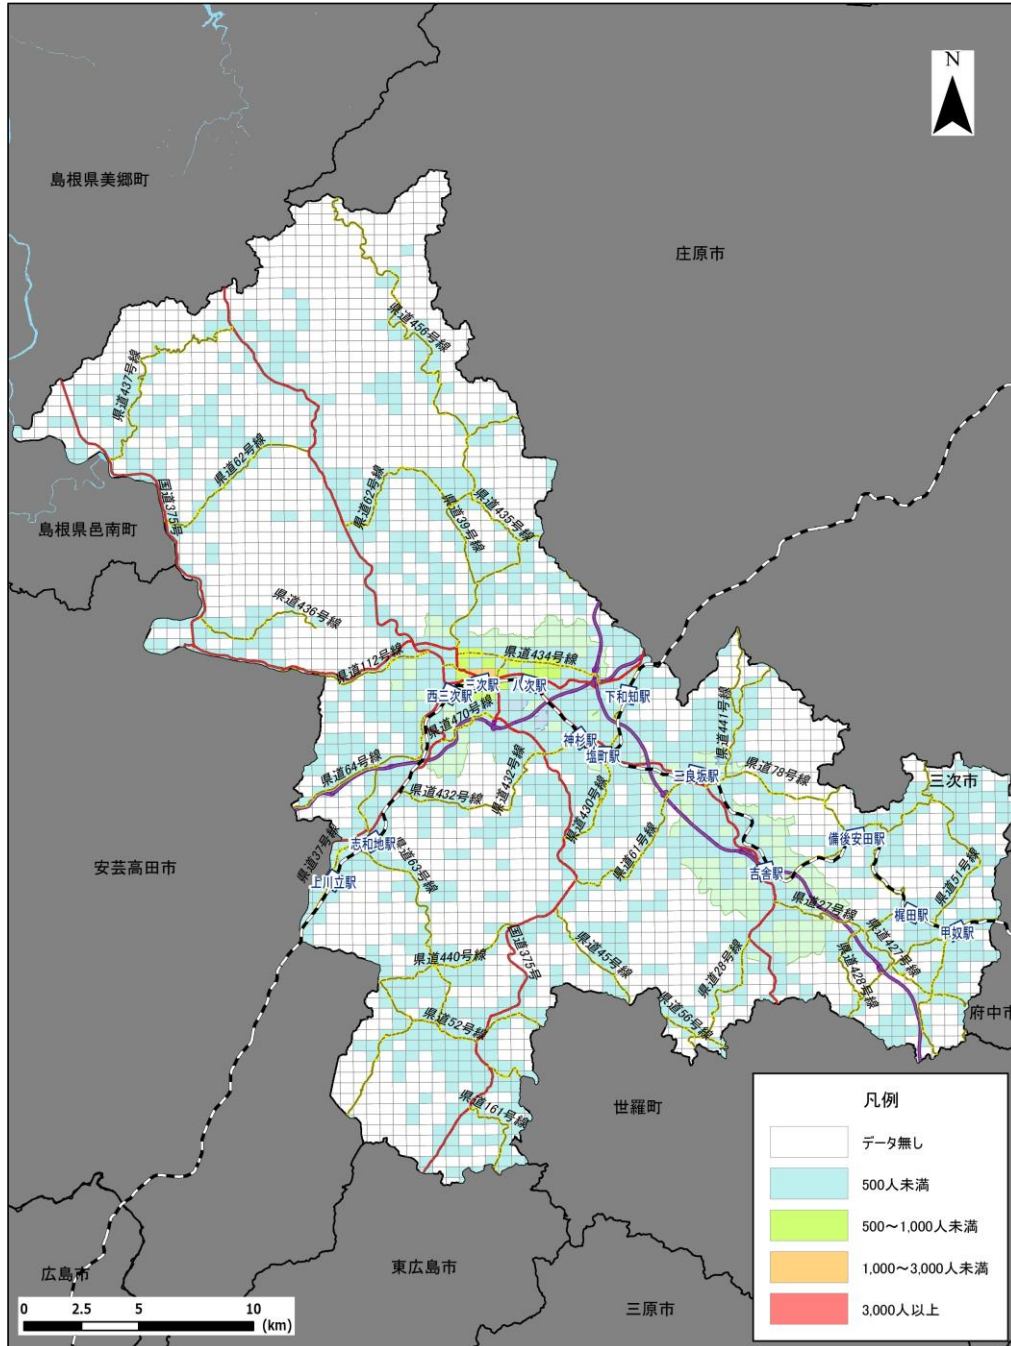 N
島根県美郷町
庄原市
県道456号線
県道437号線
県道62号線
県道62号線
国道375号
県道39号線
県道435号線
島根県邑南町
県道436号線
県道112号線
県道434号線
三次駅
八次駅
西三次駅
下和知駅
県道470号線
神杉駅
塩町駅
県道441号線
県道64号線
三良坂駅
県道78号線
三次市
県道432号線
県道432号線
県道430号線
県道61号線
備後安田駅
志和地駅
県道37号線
県道63号線
安芸高田市
上川立駅
吉舎駅
県道51号線
県道27号線
梶田駅
甲奴駅
県道427号線
県道428号線
県道440号線
国道375号
県道45号線
県道28号線
県道56号線
府中市
県道52号線
県道161号線
世羅町
凡例
データ無し
500人未満
500～1,000人未満
1,000～3,000人未満
3,000人以上
広島市
東広島市
三原市
0 2.5 5 10
(km)